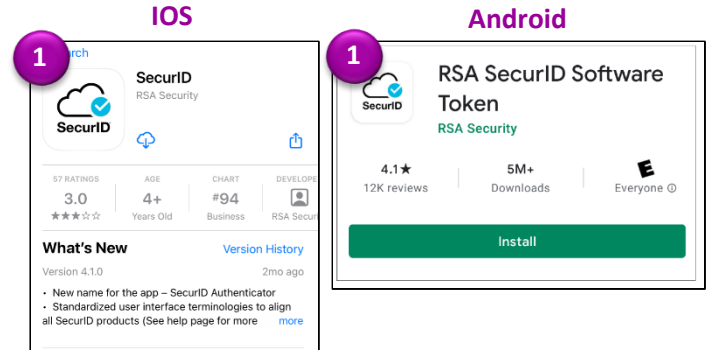 IOS
Android
1
rch
SecurID
SecurID
RSA Security
57 RATINGS
AGE
CHART
DEVELOPE
3.0
4+
#94
★★★☆☆
Years Old
Business
RSA Securi
What's New
Version History
Version 4.1.0
2mo ago
• New name for the app – SecurID Authenticator
• Standardized user interface terminologies to align
all SecurID products (See help page for more
more
1
SecurID
RSA SecurID Software
Token
RSA Security
4.1★
5M+
E
12K reviews
Downloads
Everyone
Install